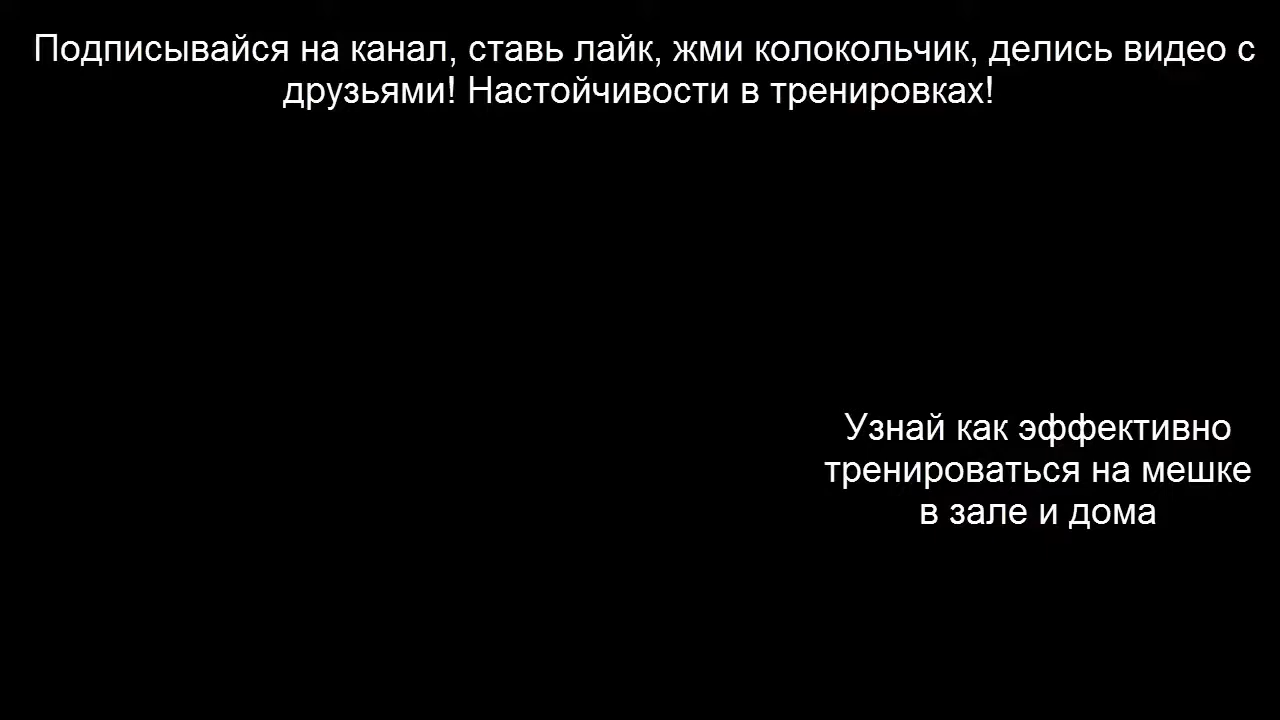 Подписывайся на канал, ставь лайк, жми колокольчик, делись видео с
друзьями! Настойчивости в тренировках!
Узнай как эффективно
тренироваться на мешке
в зале и дома